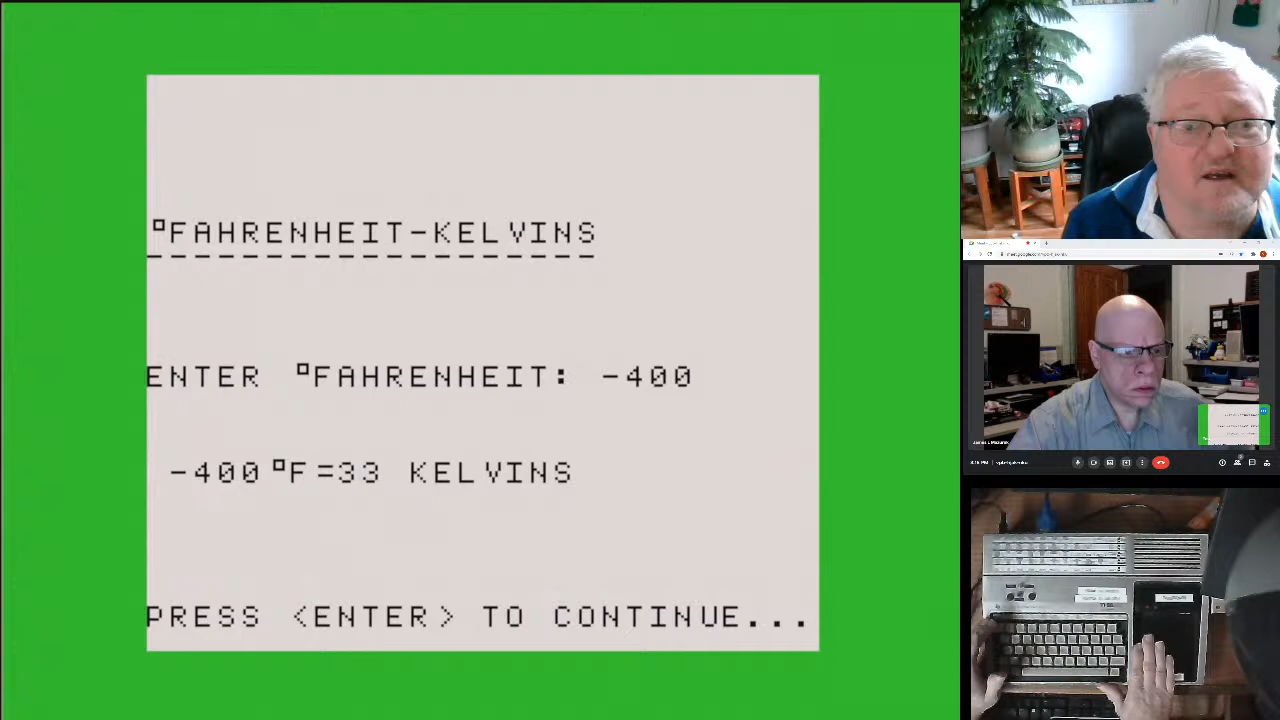 °FAHRENHEIT-KELVINS
-------------------
ENTER °FAHRENHEIT: -400
-400°F=33 KELVINS
PRESS <ENTER> TO CONTINUE...